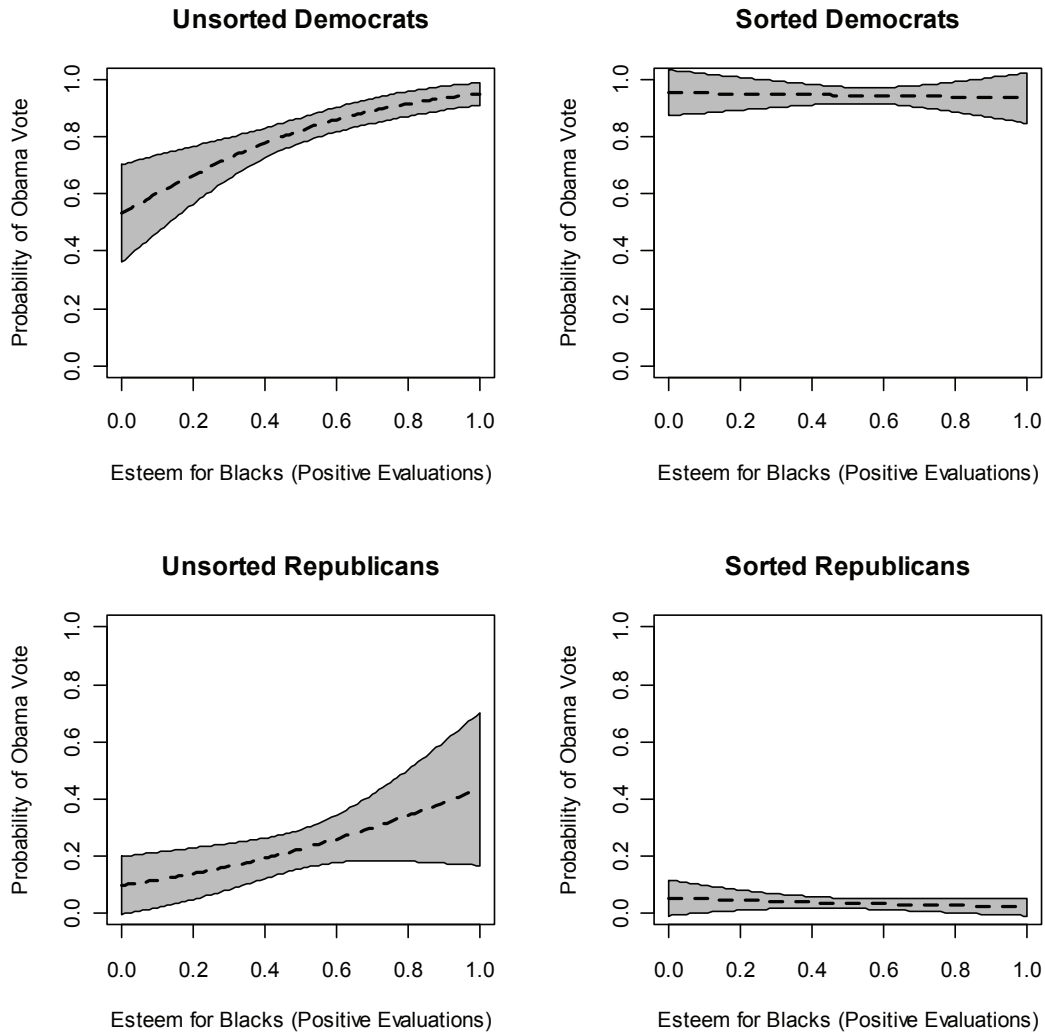 Unsorted Democrats
Probability of Obama Vote
1.0
0.8
0.6
0.4
0.2
0.0
0.0 0.2 0.4 0.6 0.8 1.0
Esteem for Blacks (Positive Evaluations)
Sorted Democrats
Probability of Obama Vote
1.0
0.8
0.6
0.4
0.2
0.0
0.0 0.2 0.4 0.6 0.8 1.0
Esteem for Blacks (Positive Evaluations)
Unsorted Republicans
Probability of Obama Vote
1.0
0.8
0.6
0.4
0.2
0.0
0.0 0.2 0.4 0.6 0.8 1.0
Esteem for Blacks (Positive Evaluations)
Sorted Republicans
Probability of Obama Vote
1.0
0.8
0.6
0.4
0.2
0.0
0.0 0.2 0.4 0.6 0.8 1.0
Esteem for Blacks (Positive Evaluations)